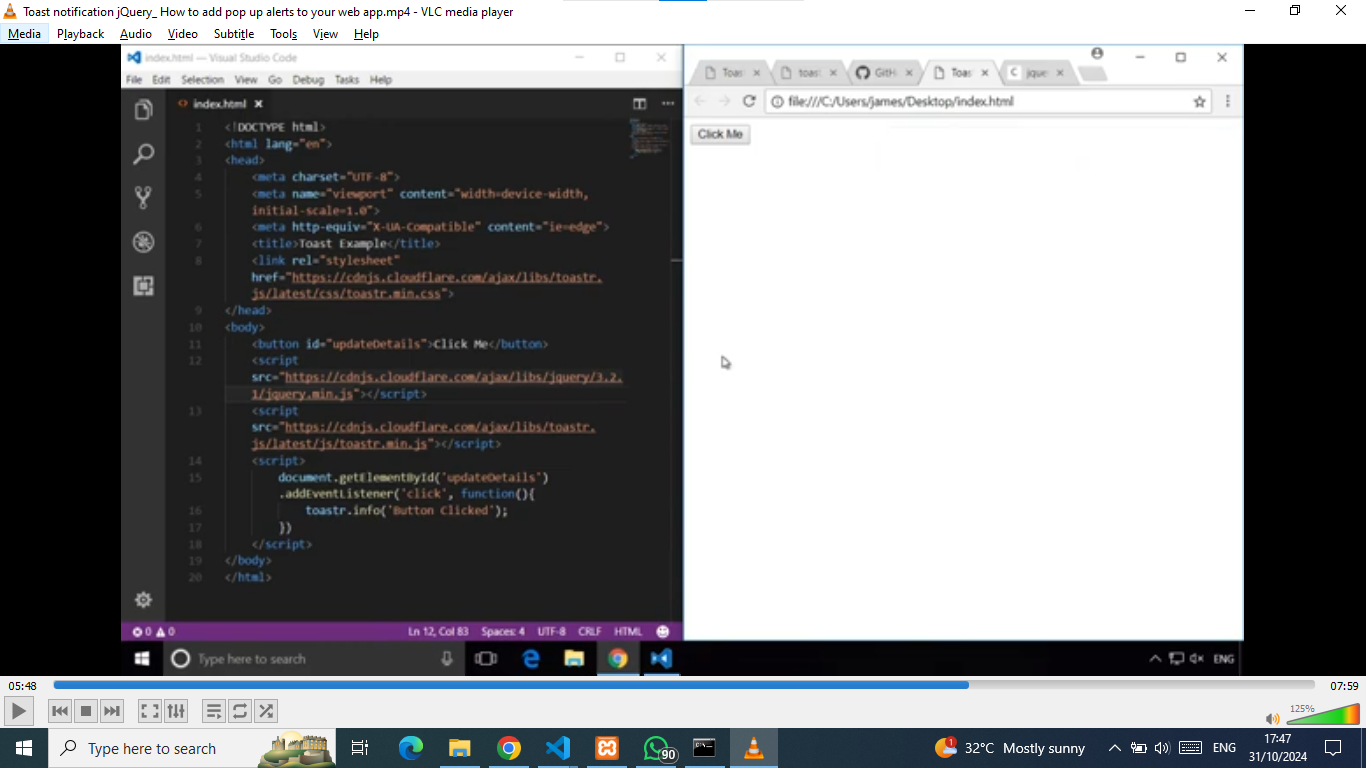 Toast notification jQuery_ How to add pop up alerts to your web app.mp4 - VLC media player
Media Playback Audio Video Subtitle Tools View Help
index.html — Visual Studio Code
File Edit Selection View Go Debug Tasks Help
index.html
1 <!DOCTYPE html>
2 <html lang="en">
3 <head>
4 <meta charset="UTF-8">
5 <meta name="viewport" content="width=device-width,
initial-scale=1.0">
6 <meta http-equiv="X-UA-Compatible" content="ie=edge">
7 <title>Toast Example</title>
8 <link rel="stylesheet"
href="https://cdnjs.cloudflare.com/ajax/libs/toastr.
js/latest/css/toastr.min.css">
9 </head>
10 <body>
11 <button id="updateDetails">Click Me</button>
12 <script
src="https://cdnjs.cloudflare.com/ajax/libs/jquery/3.2.
1/jquery.min.js"></script>
13 <script
src="https://cdnjs.cloudflare.com/ajax/libs/toastr.
js/latest/js/toastr.min.js"></script>
14 <script>
15 document.getElementById('updateDetails')
.addEventListener('click', function(){
16 toastr.info('Button Clicked');
17 })
18 </script>
19 </body>
20 </html>
0 0 Ln 12, Col 83 Spaces: 4 UTF-8 CRLF HTML
Toas toast GitH Toas C jque
file:///C:/Users/james/Desktop/index.html
Click Me
Type here to search
ENG
05:48 07:59
125%
Type here to search
90
32°C Mostly sunny
ENG
17:47
31/10/2024